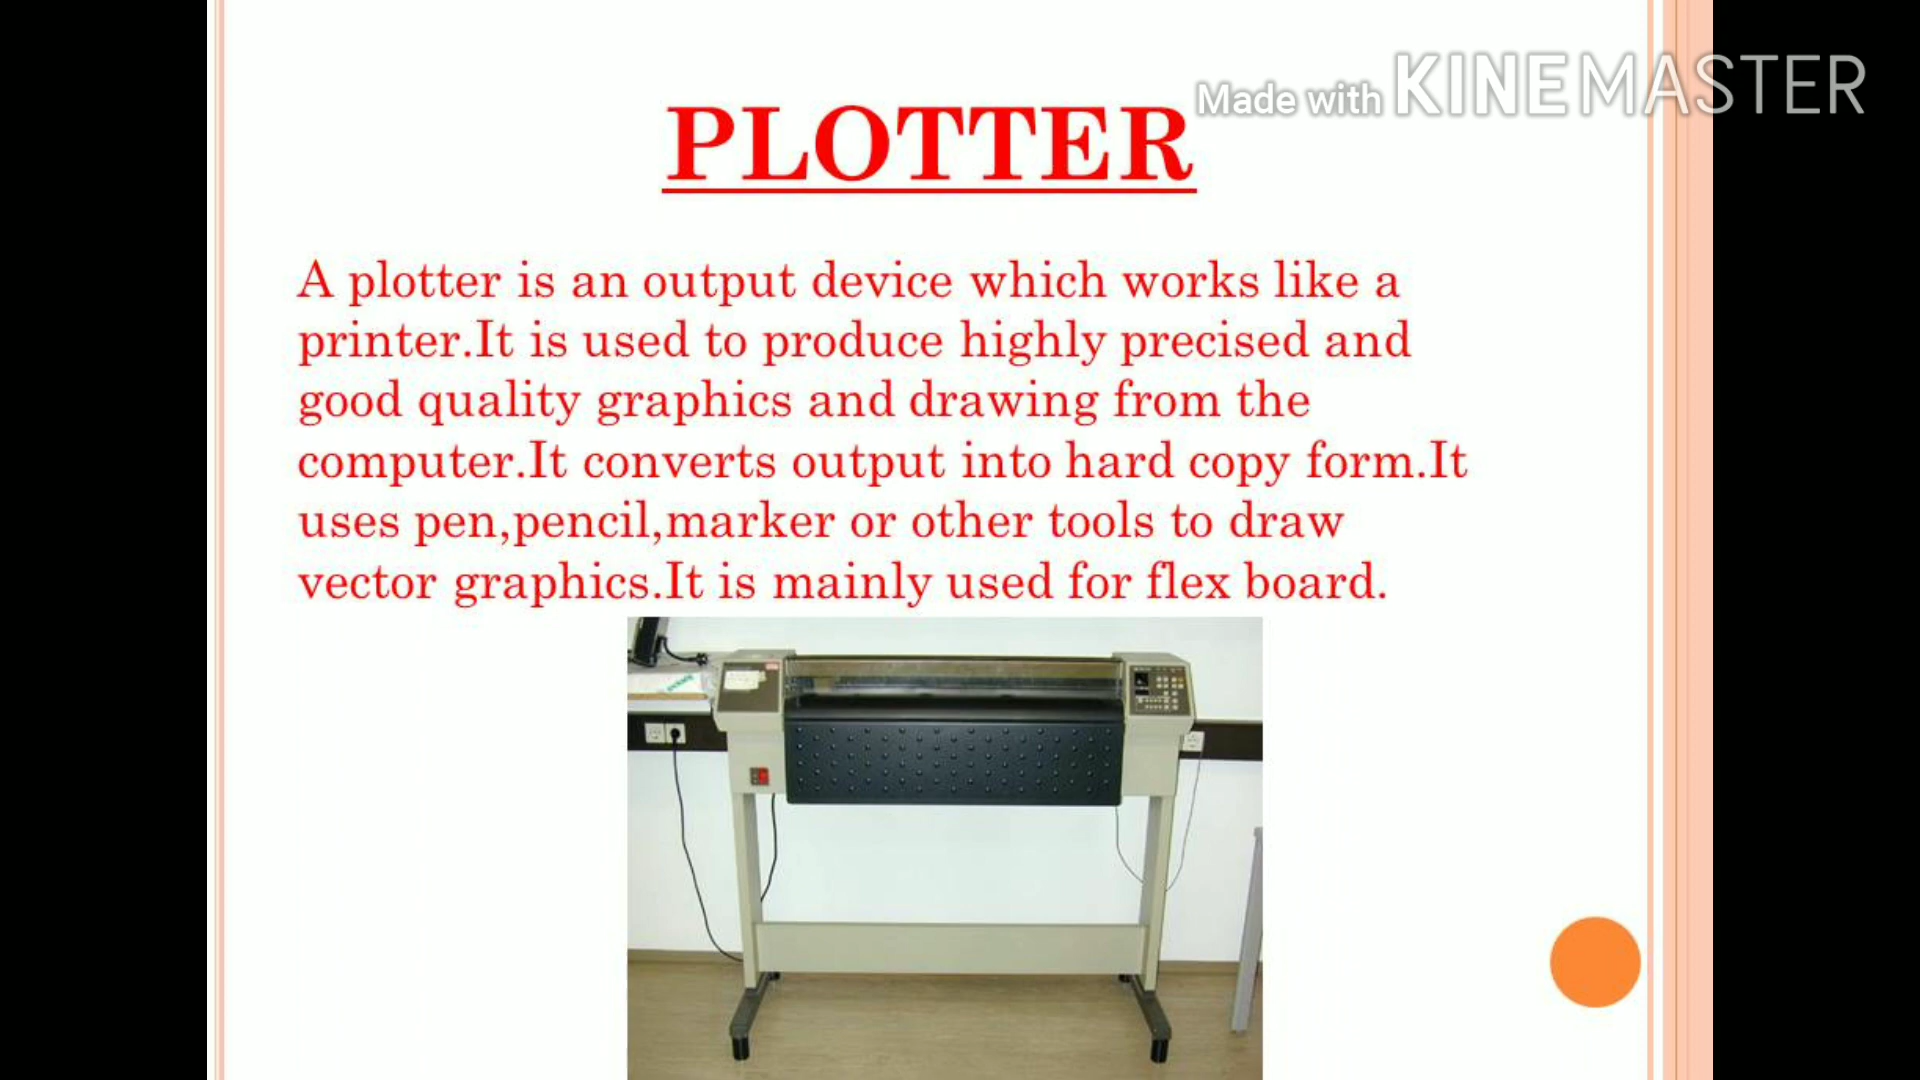 Made with KINEMASTER
PLOTTER
A plotter is an output device which works like a
printer.It is used to produce highly precised and
good quality graphics and drawing from the
computer.It converts output into hard copy form.It
uses pen,pencil,marker or other tools to draw
vector graphics.It is mainly used for flex board.